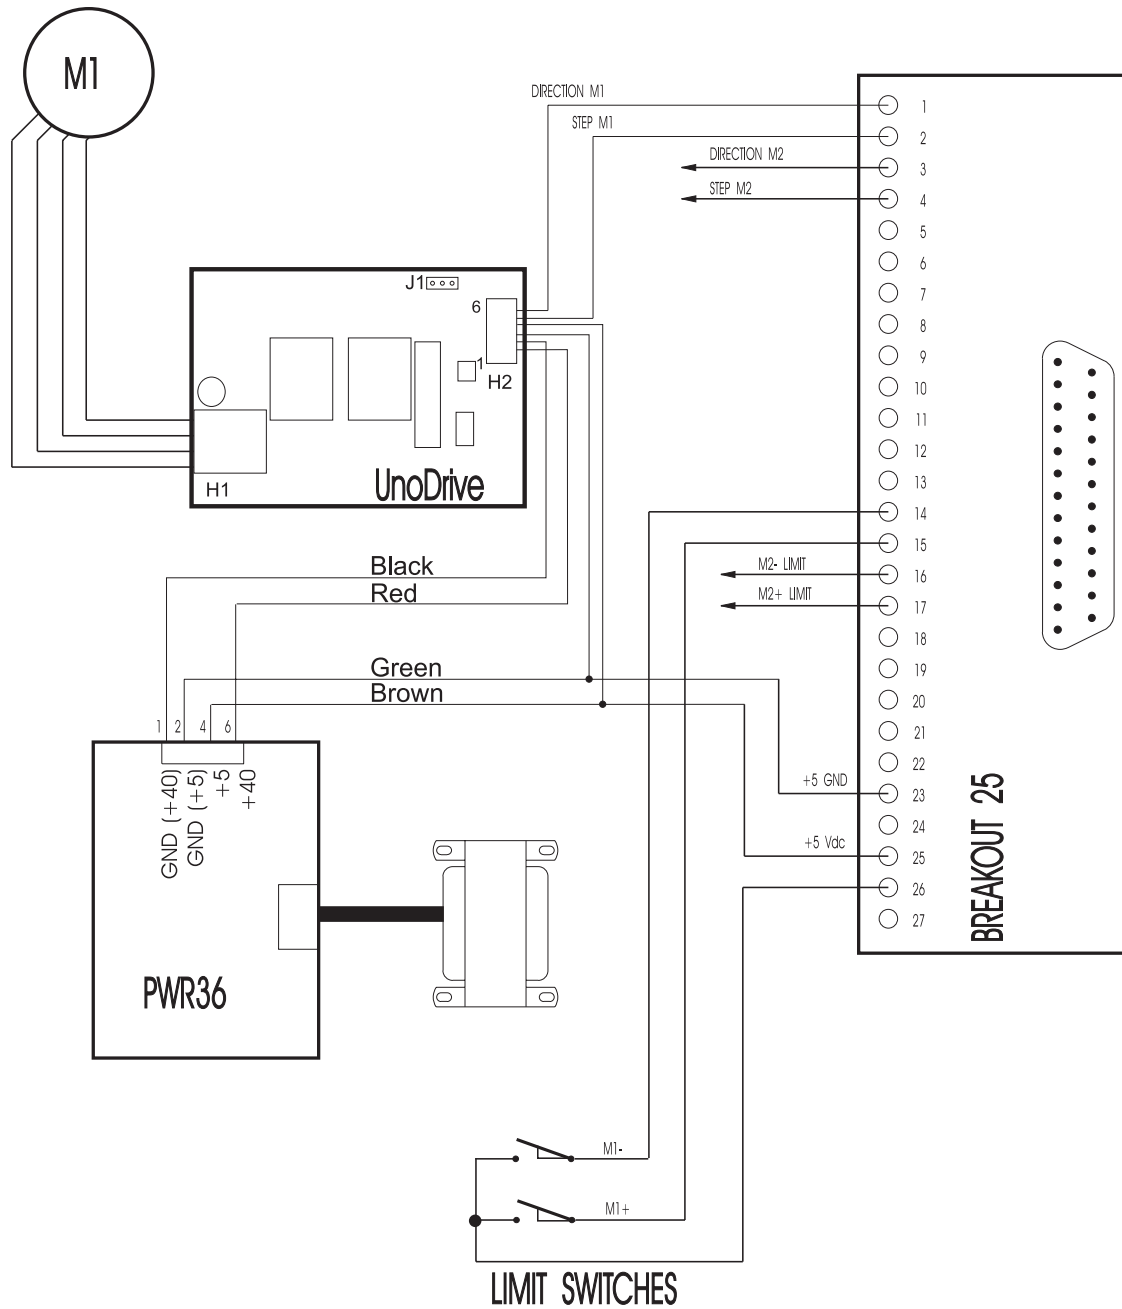 M1
DIRECTION M1
STEP M1
DIRECTION M2
STEP M2
1
2
3
4
5
6
7
8
9
10
11
12
13
14
15
16
17
18
19
20
21
22
23
24
25
26
27
BREAKOUT 25
J1
6
1
H2
H1
UnoDrive
M2- LIMIT
M2+ LIMIT
Black
Red
Green
Brown
1 2 4 6
GND (+40)
GND (+5)
+5
+40
PWR36
+5 GND
+5 Vdc
M1-
M1+
LIMIT SWITCHES